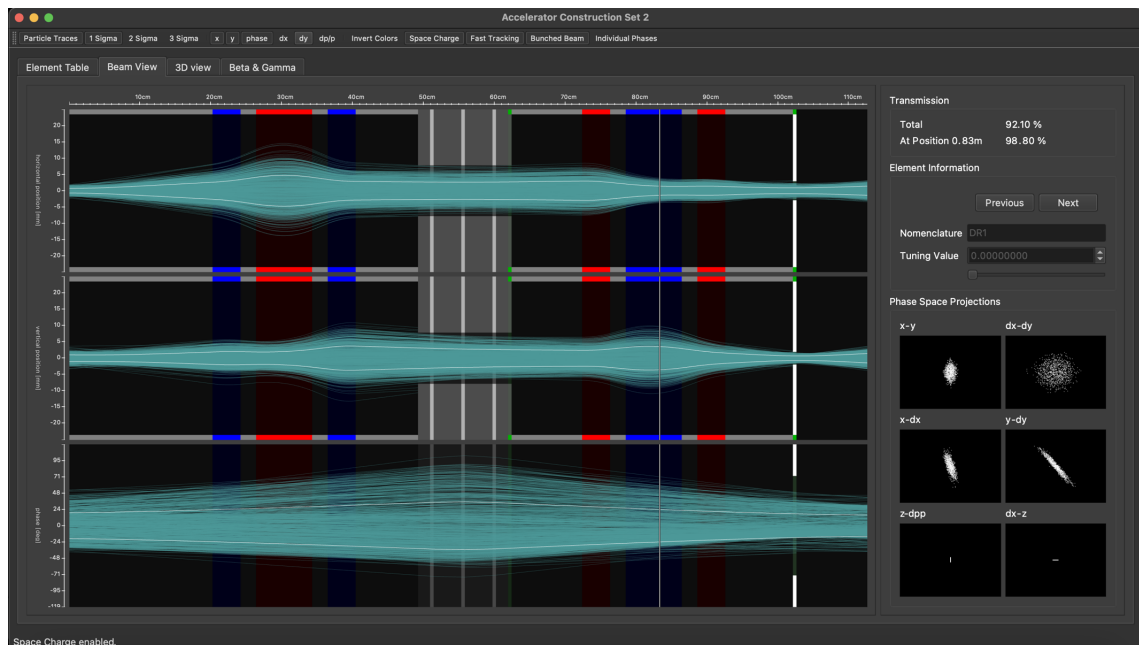 Accelerator Construction Set 2
Particle Traces 1 Sigma 2 Sigma 3 Sigma x y phase dx dy dp/p Invert Colors Space Charge Fast Tracking Bunched Beam Individual Phases
Element Table Beam View 3D view Beta & Gamma
10cm 20cm 30cm 40cm 50cm 60cm 70cm 80cm 90cm 100cm 110cm
horizontal position [mm]
20
15
10
5
0
-5
-10
-15
-20
vertical position [mm]
20
15
10
5
0
-5
-10
-15
-20
phase [deg]
95
71
48
24
0
-24
-48
-71
-95
-119
Transmission
Total 92.10 %
At Position 0.83m 98.80 %
Element Information
Previous Next
Nomenclature DR1
Tuning Value 0.00000000
Phase Space Projections
x-y dx-dy
x-dx y-dy
z-dpp dx-z
Space Charge enabled.